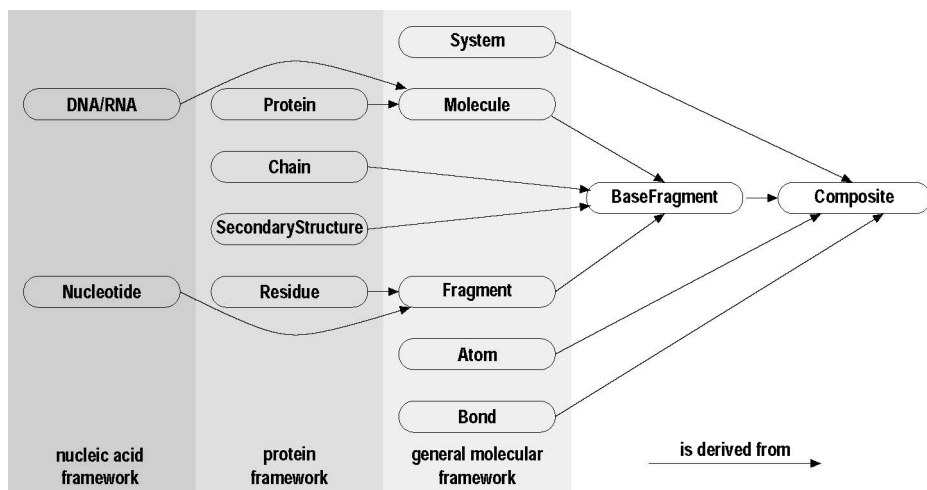 System
DNA/RNA
Protein
Molecule
Chain
BaseFragment
Composite
SecondaryStructure
Nucleotide
Residue
Fragment
Atom
Bond
nucleic acid
framework
protein
framework
general molecular
framework
is derived from